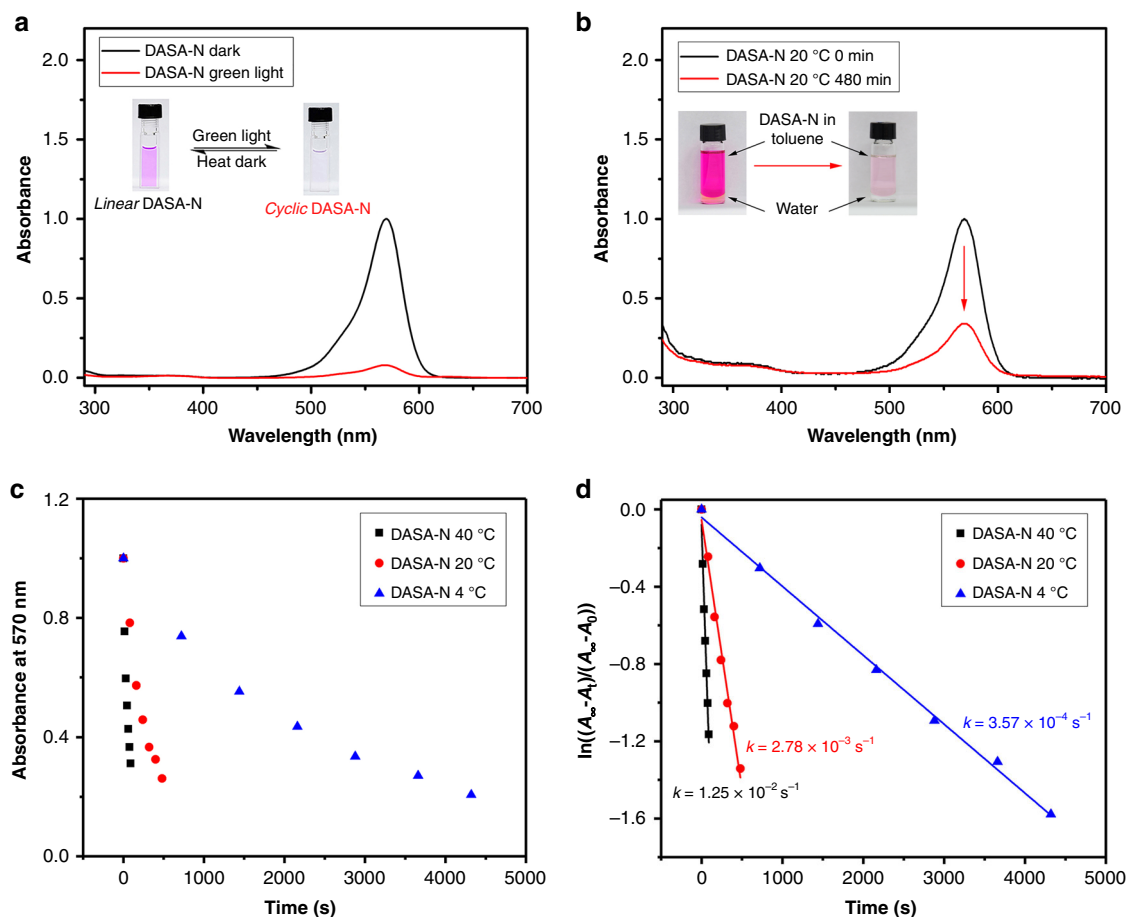 a
DASA-N dark
DASA-N green light
Green light
Heat dark
Linear DASA-N
Cyclic DASA-N
2.0
1.5
1.0
0.5
0.0
Absorbance
300 400 500 600 700
Wavelength (nm)
b
DASA-N 20 °C 0 min
DASA-N 20 °C 480 min
DASA-N in
toluene
Water
2.0
1.5
1.0
0.5
0.0
Absorbance
300 400 500 600 700
Wavelength (nm)
c
DASA-N 40 °C
DASA-N 20 °C
DASA-N 4 °C
1.2
0.8
0.4
0.0
Absorbance at 570 nm
0 1000 2000 3000 4000 5000
Time (s)
d
DASA-N 40 °C
DASA-N 20 °C
DASA-N 4 °C
0.0
−0.4
−0.8
−1.2
−1.6
ln((A∞-At)/(A∞-A0))
k = 3.57 × 10⁻⁴ s⁻¹
k = 2.78 × 10⁻³ s⁻¹
k = 1.25 × 10⁻² s⁻¹
0 1000 2000 3000 4000 5000
Time (s)